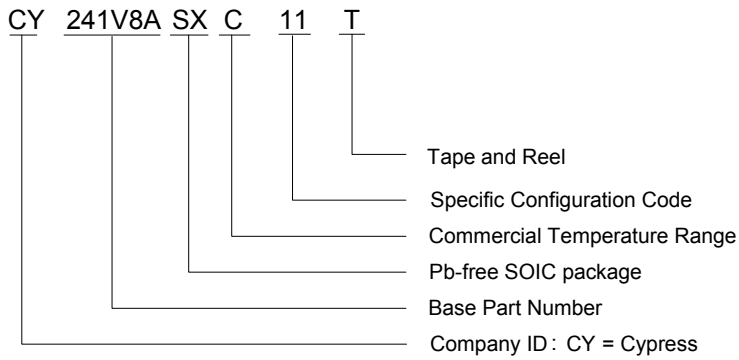 CY 241V8A SX C 11 T
Tape and Reel
Specific Configuration Code
Commercial Temperature Range
Pb-free SOIC package
Base Part Number
Company ID: CY = Cypress